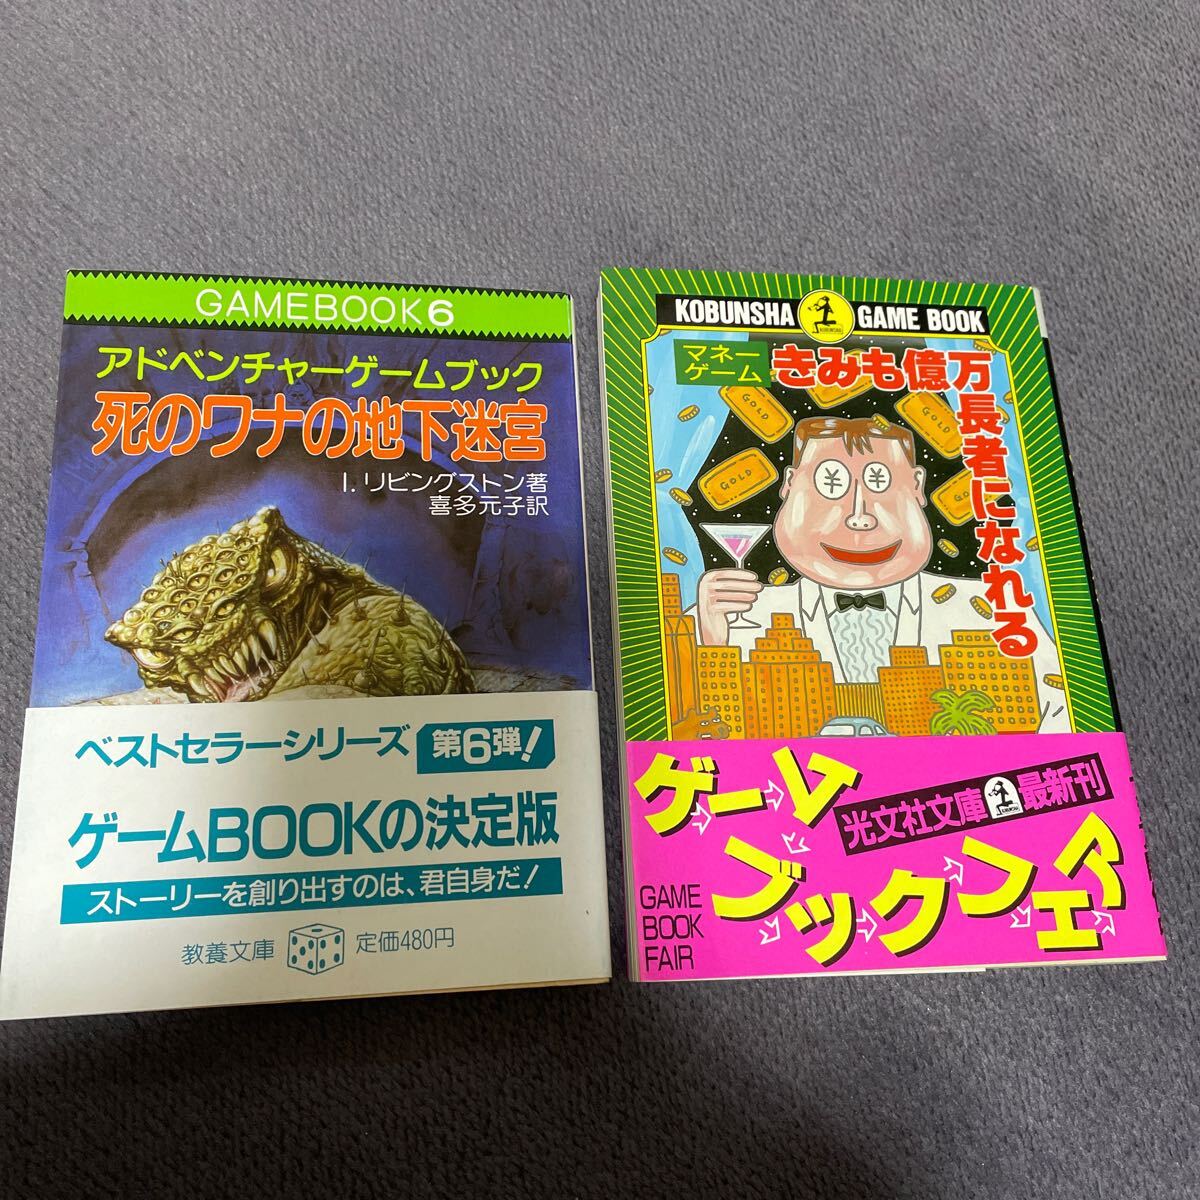 GAMEBOOK6
アドベンチャーゲームブック
死のワナの地下迷宮
I. リビングストン著
喜多元子訳
ベストセラーシリーズ 第6弾!
ゲームBOOKの決定版
ストーリーを創り出すのは、君自身だ!
教養文庫 定価480円
KOBUNSHA GAME BOOK
KOBUNSHA
マネーゲーム
きみも億万長者になれる
GOLD
GOLD
GOLD
GOLD
¥ ¥
光文社文庫 最新刊
ゲームブックフェア
GAME
BOOK
FAIR